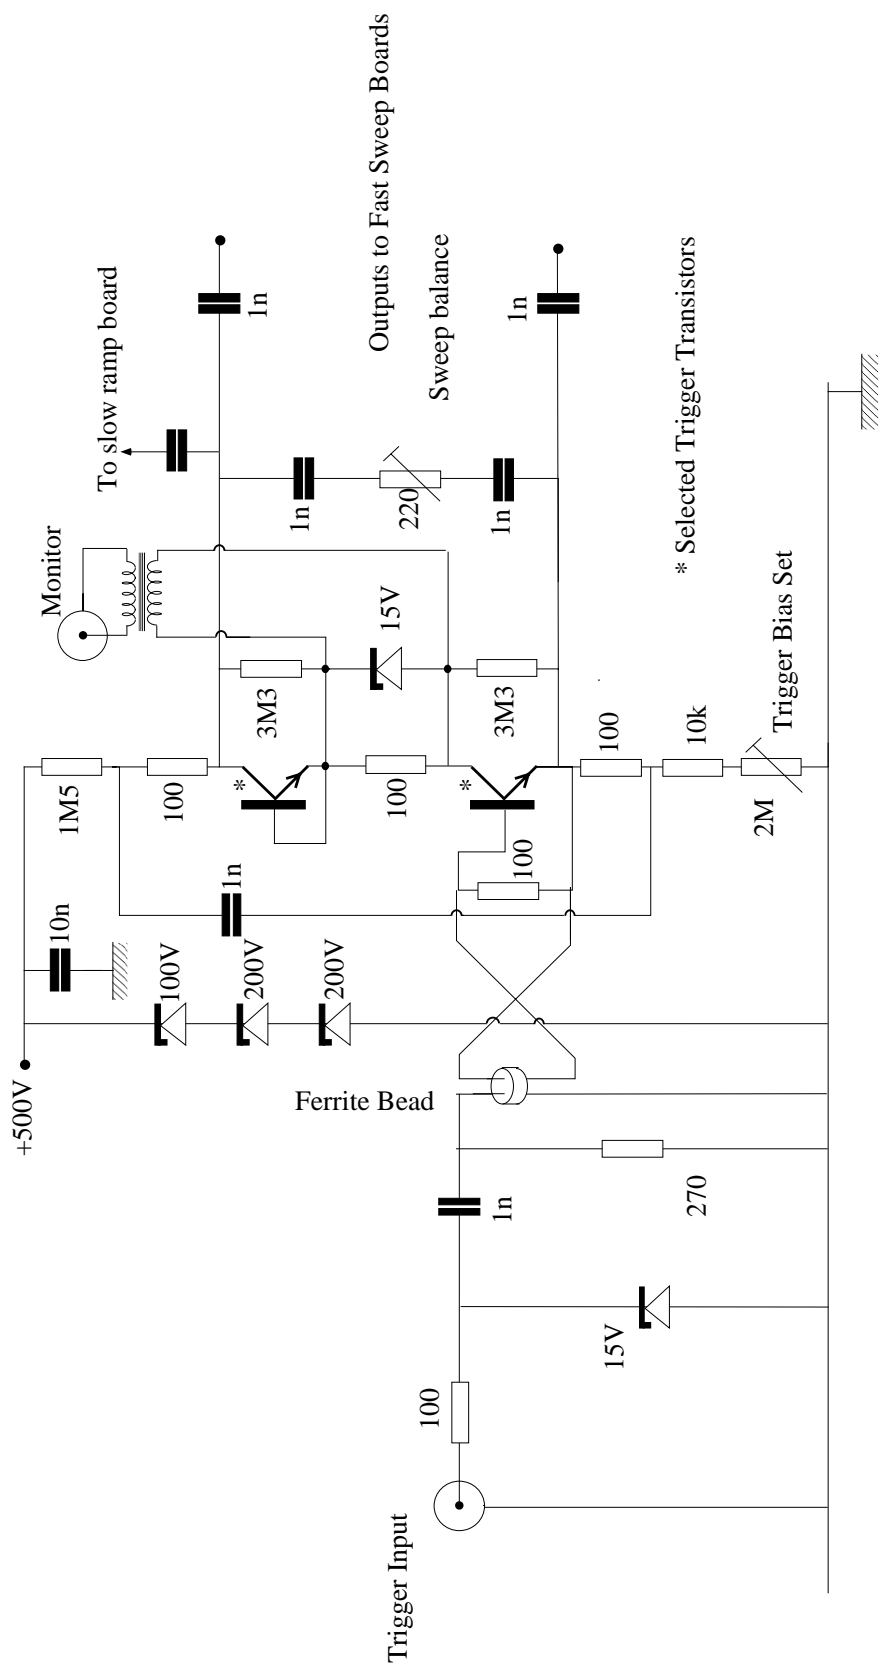 +500V
10n
1M5
Monitor
To slow ramp board
100V
200V
200V
1n
100
*
3M3
1n
Outputs to Fast Sweep Boards
Ferrite Bead
100
15V
1n
220
1n
Sweep balance
Trigger Input
100
1n
100
*
3M3
1n
15V
270
100
10k
2M
Trigger Bias Set
* Selected Trigger Transistors